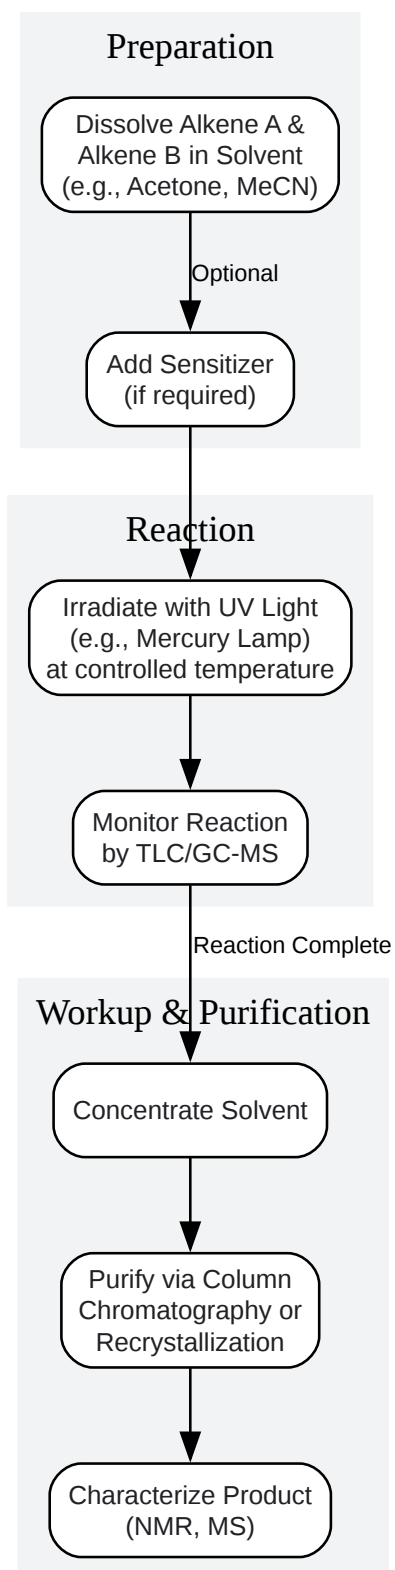 Preparation
Dissolve Alkene A &
Alkene B in Solvent
(e.g., Acetone, MeCN)
Optional
Add Sensitizer
(if required)
Reaction
Irradiate with UV Light
(e.g., Mercury Lamp)
at controlled temperature
Monitor Reaction
by TLC/GC-MS
Reaction Complete
Workup & Purification
Concentrate Solvent
Purify via Column
Chromatography or
Recrystallization
Characterize Product
(NMR, MS)